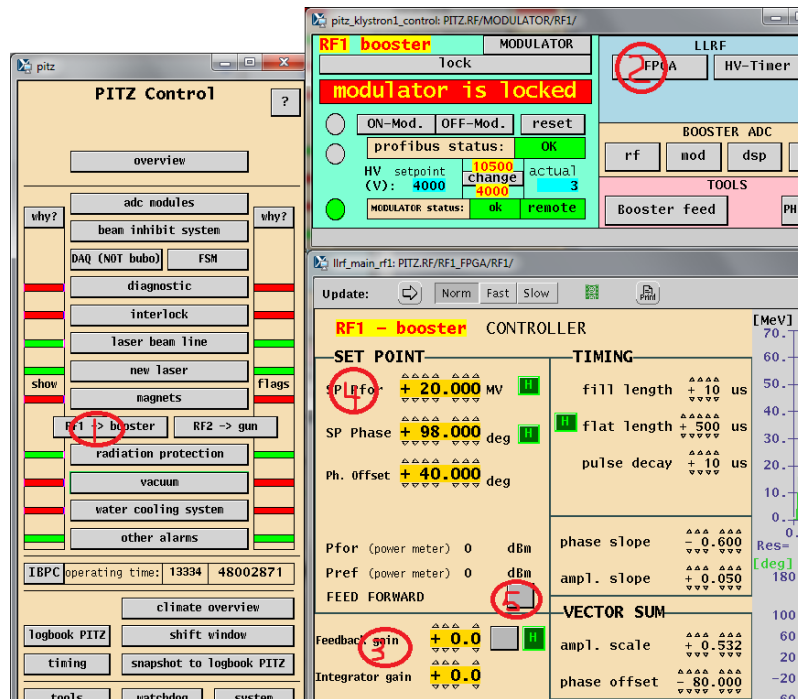 pitz
PITZ Control
?
overview
adc modules
why?
why?
beam inhibit system
DAQ (NOT bubo)
FSM
diagnostic
interlock
laser beam line
new laser
show
flags
magnets
RF1 -> booster
RF2 -> gun
1
radiation protection
vacuum
water cooling system
other alarms
IBPC operating time: 13334 48002871
climate overview
logbook PITZ
shift window
timing
snapshot to logbook PITZ
tools
watchdog
system
pitz_klystron1_control: PITZ.RF/MODULATOR/RF1/
RF1 booster
MODULATOR
lock
modulator is locked
ON-Mod.
OFF-Mod.
reset
profibus status:
OK
HV setpoint
10500
actual
(V):
4000
change
3
4000
MODULATOR status:
ok
remote
LLRF
FPGA
HV-Timer
2
BOOSTER ADC
rf
mod
dsp
TOOLS
Booster feed
PH
llrf_main_rf1: PITZ.RF/RF1_FPGA/RF1/
Update:
Norm
Fast
Slow
Print
RF1 - booster CONTROLLER
SET POINT
SP Pfor + 20.000 MV H
4
SP Phase + 98.000 deg H
Ph. Offset + 40.000 deg
Pfor (power meter) 0 dBm
Pref (power meter) 0 dBm
FEED FORWARD
5
Feedback gain + 0.0 H
3
Integrator gain + 0.0
TIMING
fill length + 10 us
H flat length + 500 us
pulse decay + 10 us
phase slope - 0.600
ampl. slope + 0.050
VECTOR SUM
ampl. scale + 0.532
phase offset - 80.000
[MeV]
70.
60.
50.
40.
30.
20.
10.
0.
0.
Res=
[deg]
180
100
60
20
-20
-60